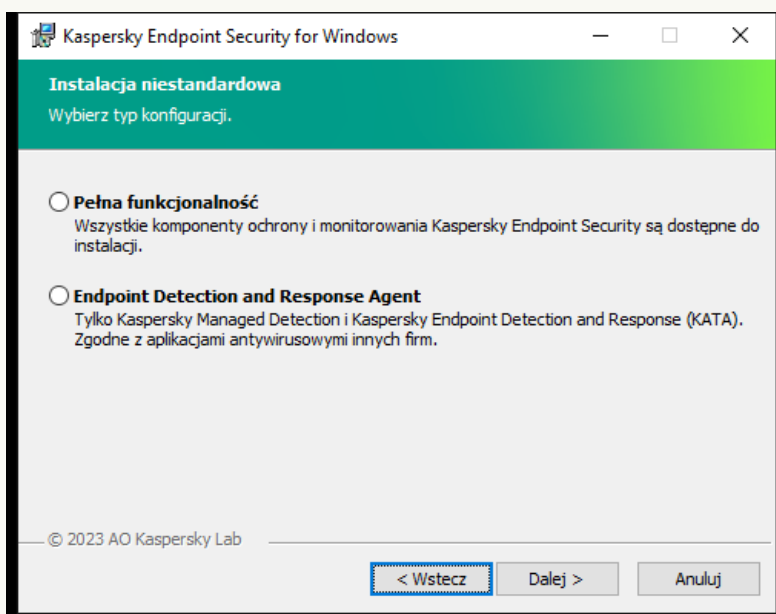 Kaspersky Endpoint Security for Windows
Instalacja niestandardowa
Wybierz typ konfiguracji.
Pełna funkcjonalność
Wszystkie komponenty ochrony i monitorowania Kaspersky Endpoint Security są dostępne do
instalacji.
Endpoint Detection and Response Agent
Tylko Kaspersky Managed Detection i Kaspersky Endpoint Detection and Response (KATA).
Zgodne z aplikacjami antywirusowymi innych firm.
© 2023 AO Kaspersky Lab
< Wstecz Dalej > Anuluj